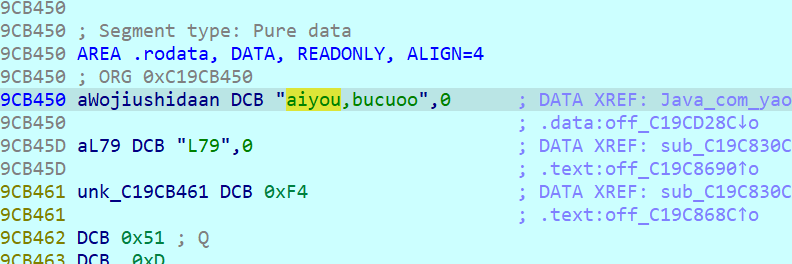 9CB450
9CB450 ; Segment type: Pure data
9CB450 AREA .rodata, DATA, READONLY, ALIGN=4
9CB450 ; ORG 0xC19CB450
9CB450 aWojiushidaan DCB "aiyou,bucuoo",0 ; DATA XREF: Java_com_yao
9CB450 ; .data:off_C19CD28C↓o
9CB45D aL79 DCB "L79",0 ; DATA XREF: sub_C19C830C
9CB45D ; .text:off_C19C8690↑o
9CB461 unk_C19CB461 DCB 0xF4 ; DATA XREF: sub_C19C830C
9CB461 ; .text:off_C19C868C↑o
9CB462 DCB 0x51 ; Q
9CB463 DCB 0xD